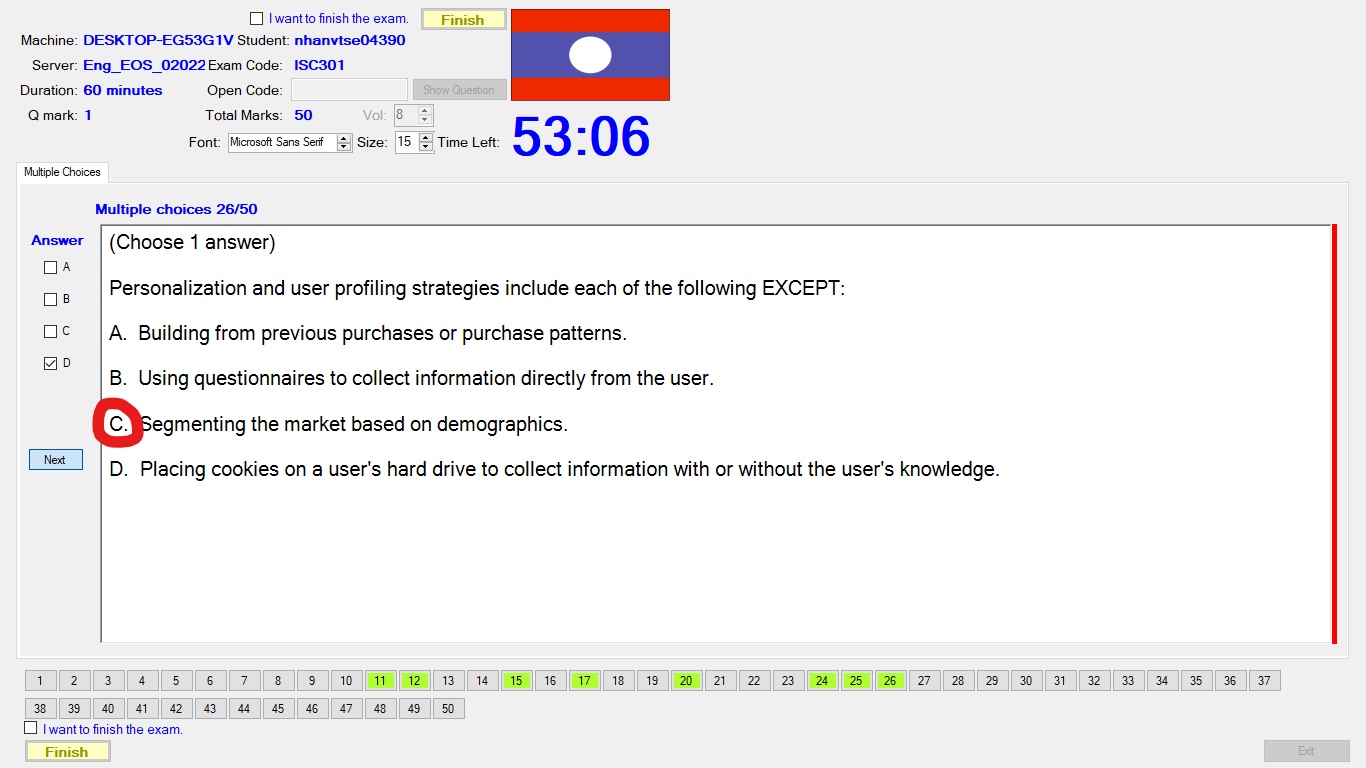 I want to finish the exam.
Finish
Machine: DESKTOP-EG53G1V Student: nhanvtse04390
Server: Eng_EOS_02022 Exam Code: ISC301
Duration: 60 minutes Open Code: Show Question
Q mark: 1 Total Marks: 50 Vol: 8
Font: Microsoft Sans Serif Size: 15 Time Left: 53:06
Multiple Choices
Multiple choices 26/50
Answer
A
B
C
D
Next
(Choose 1 answer)
Personalization and user profiling strategies include each of the following EXCEPT:
A. Building from previous purchases or purchase patterns.
B. Using questionnaires to collect information directly from the user.
C. Segmenting the market based on demographics.
D. Placing cookies on a user's hard drive to collect information with or without the user's knowledge.
1 2 3 4 5 6 7 8 9 10 11 12 13 14 15 16 17 18 19 20 21 22 23 24 25 26 27 28 29 30 31 32 33 34 35 36 37
38 39 40 41 42 43 44 45 46 47 48 49 50
I want to finish the exam.
Finish
Exit